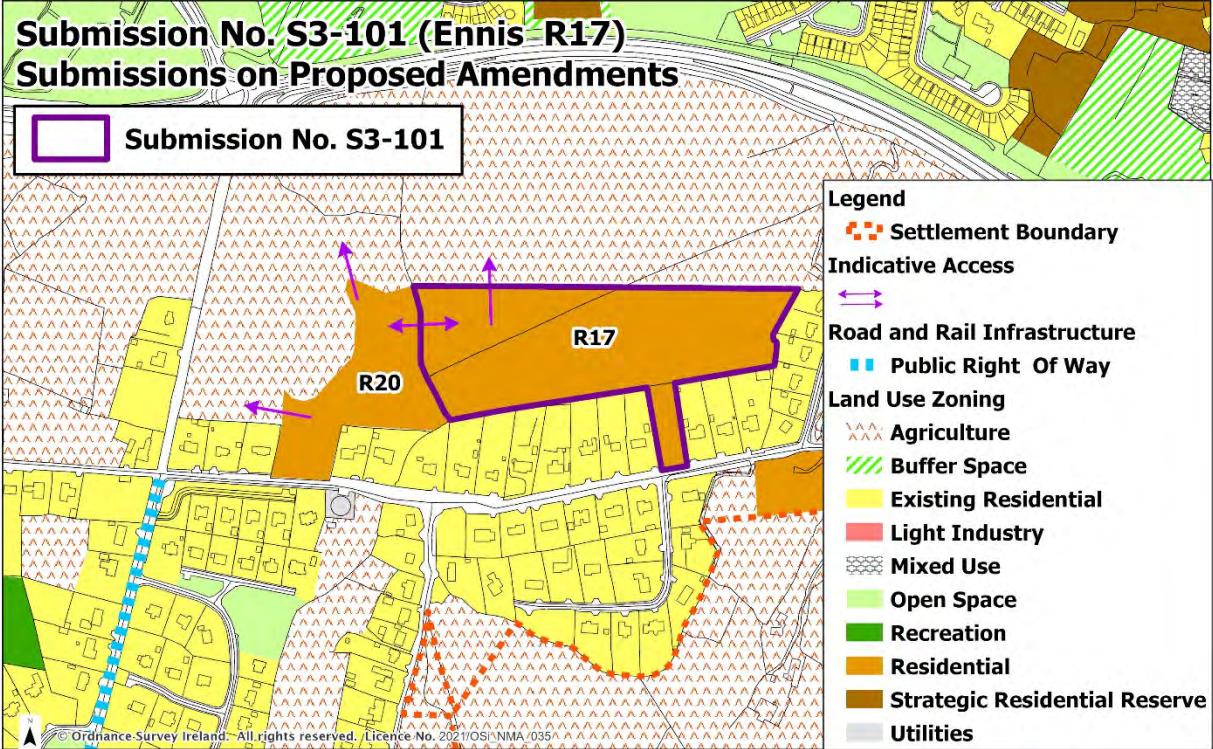 Submission No. S3-101 (Ennis R17)
Submissions on Proposed Amendments
Submission No. S3-101
Legend
Settlement Boundary
Indicative Access
Road and Rail Infrastructure
Public Right Of Way
Land Use Zoning
Agriculture
Buffer Space
Existing Residential
Light Industry
Mixed Use
Open Space
Recreation
Residential
Strategic Residential Reserve
Utilities
R17
R20
N
© Ordnance Survey Ireland. All rights reserved. Licence No. 2021/OSi_NMA_035